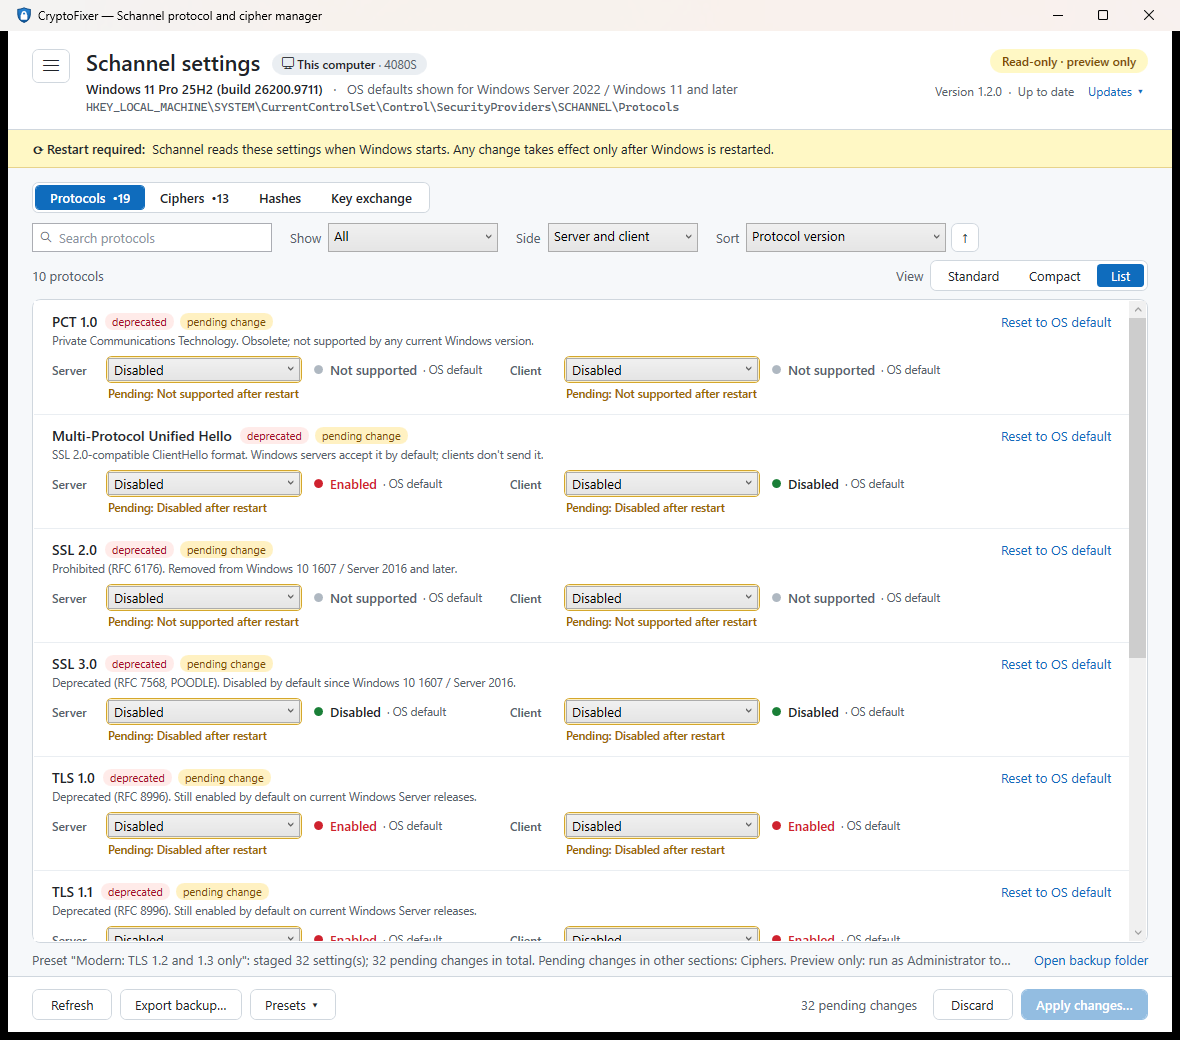 CryptoFixer — Schannel protocol and cipher manager
Schannel settings
This computer · 4080S
Read-only · preview only
Windows 11 Pro 25H2 (build 26200.9711) · OS defaults shown for Windows Server 2022 / Windows 11 and later
Version 1.2.0 · Up to date Updates
HKEY_LOCAL_MACHINE\SYSTEM\CurrentControlSet\Control\SecurityProviders\SCHANNEL\Protocols
Restart required: Schannel reads these settings when Windows starts. Any change takes effect only after Windows is restarted.
Protocols •19 Ciphers •13 Hashes Key exchange
Search protocols Show All Side Server and client Sort Protocol version ↑
10 protocols View Standard Compact List
PCT 1.0 deprecated pending change Reset to OS default
Private Communications Technology. Obsolete; not supported by any current Windows version.
Server Disabled Not supported · OS default Client Disabled Not supported · OS default
Pending: Not supported after restart Pending: Not supported after restart
Multi-Protocol Unified Hello deprecated pending change Reset to OS default
SSL 2.0-compatible ClientHello format. Windows servers accept it by default; clients don't send it.
Server Disabled Enabled · OS default Client Disabled Disabled · OS default
Pending: Disabled after restart Pending: Disabled after restart
SSL 2.0 deprecated pending change Reset to OS default
Prohibited (RFC 6176). Removed from Windows 10 1607 / Server 2016 and later.
Server Disabled Not supported · OS default Client Disabled Not supported · OS default
Pending: Not supported after restart Pending: Not supported after restart
SSL 3.0 deprecated pending change Reset to OS default
Deprecated (RFC 7568, POODLE). Disabled by default since Windows 10 1607 / Server 2016.
Server Disabled Disabled · OS default Client Disabled Disabled · OS default
Pending: Disabled after restart Pending: Disabled after restart
TLS 1.0 deprecated pending change Reset to OS default
Deprecated (RFC 8996). Still enabled by default on current Windows Server releases.
Server Disabled Enabled · OS default Client Disabled Enabled · OS default
Pending: Disabled after restart Pending: Disabled after restart
TLS 1.1 deprecated pending change Reset to OS default
Deprecated (RFC 8996). Still enabled by default on current Windows Server releases.
Server Disabled Enabled · OS default Client Disabled Enabled · OS default
Preset "Modern: TLS 1.2 and 1.3 only": staged 32 setting(s); 32 pending changes in total. Pending changes in other sections: Ciphers. Preview only: run as Administrator to... Open backup folder
Refresh Export backup... Presets 32 pending changes Discard Apply changes...